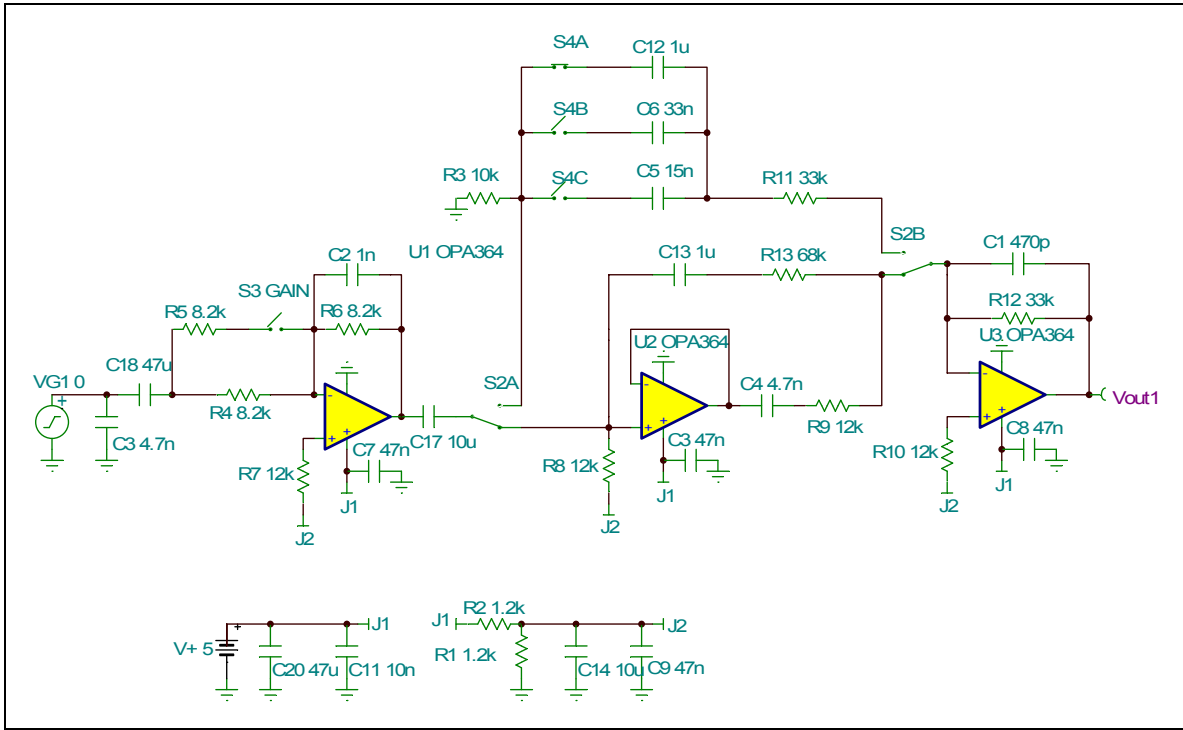 S4A
C12 1u
S4B
C6 33n
S4C
C5 15n
R3 10k
R11 33k
S2B
C2 1n
U1 OPA364
C13 1u
R13 68k
C1 470p
S3 GAIN
R5 8.2k
R6 8.2k
R12 33k
U2 OPA364
U3 OPA364
C18 47u
VG1 0
+
R4 8.2k
S2A
C4 4.7n
Vout1
C3 4.7n
C17 10u
R9 12k
R7 12k
C7 47n
R8 12k
C3 47n
R10 12k
C8 47n
J1
J2
J1
J2
J1
J2
-
+
+
-
+
+
-
+
+
R2 1.2k
J1
J1
J2
+
V+ 5
R1 1.2k
C20 47u
C11 10n
C14 10u
C9 47n